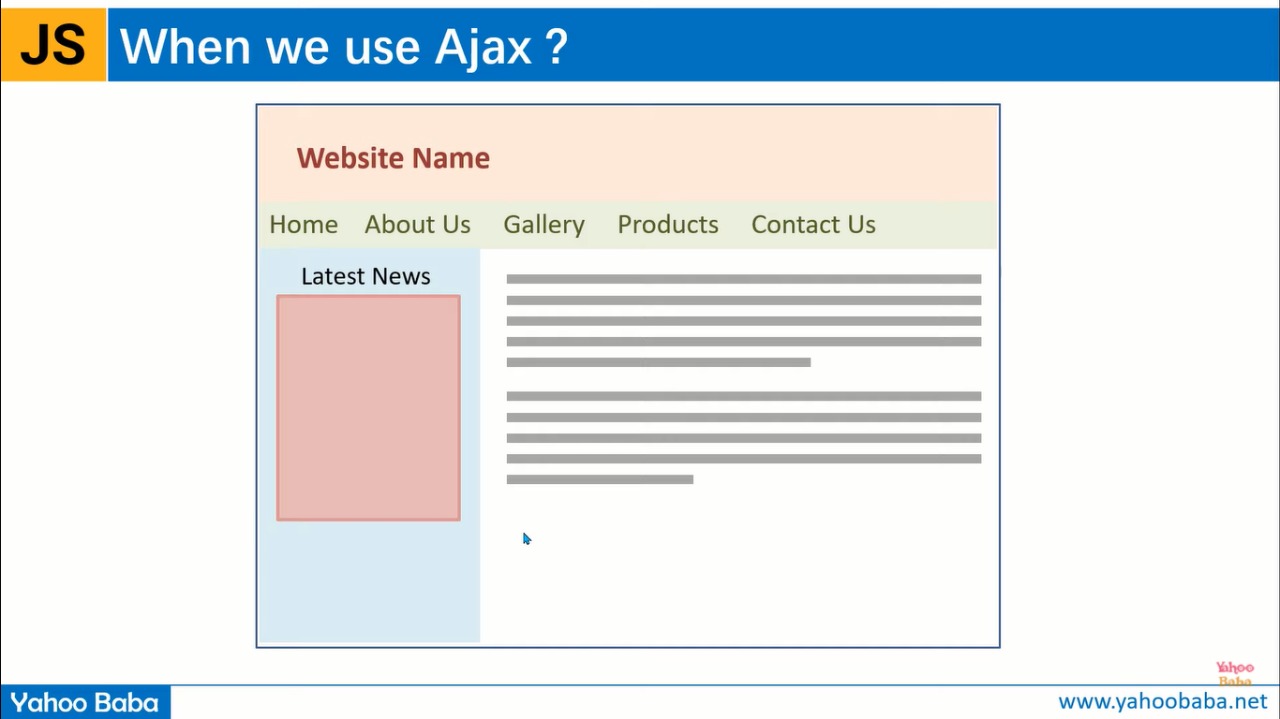 JS When we use Ajax ?
Website Name
Home About Us Gallery Products Contact Us
Latest News
Yahoo
Baba
Yahoo Baba www.yahoobaba.net